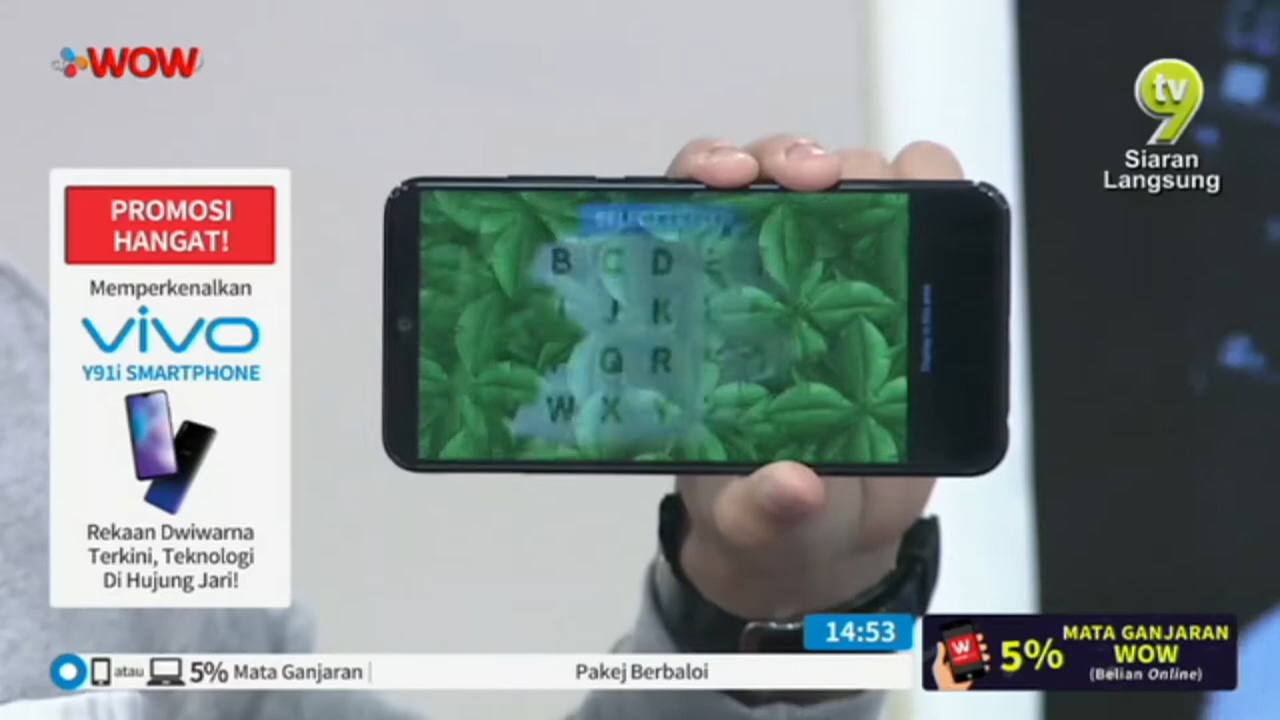 WOW
tv9
Siaran
Langsung
PROMOSI
HANGAT!
Memperkenalkan
vivo
Y91i SMARTPHONE
Rekaan Dwiwarna
Terkini, Teknologi
Di Hujung Jari!
B C D
J K
Q R
W X Y
14:53
atau 5% Mata Ganjaran
Pakej Berbaloi
W
5% MATA GANJARAN
WOW
(Belian Online)